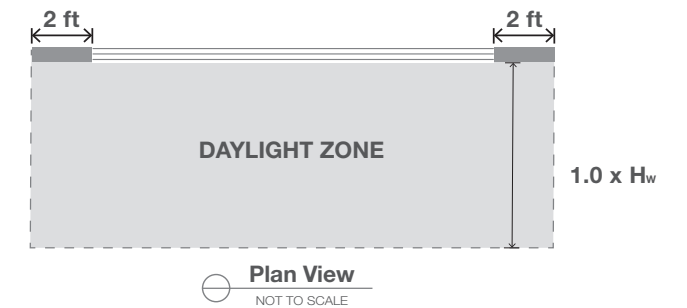 2 ft 2 ft
DAYLIGHT ZONE
1.0 x Hw
Plan View
NOT TO SCALE